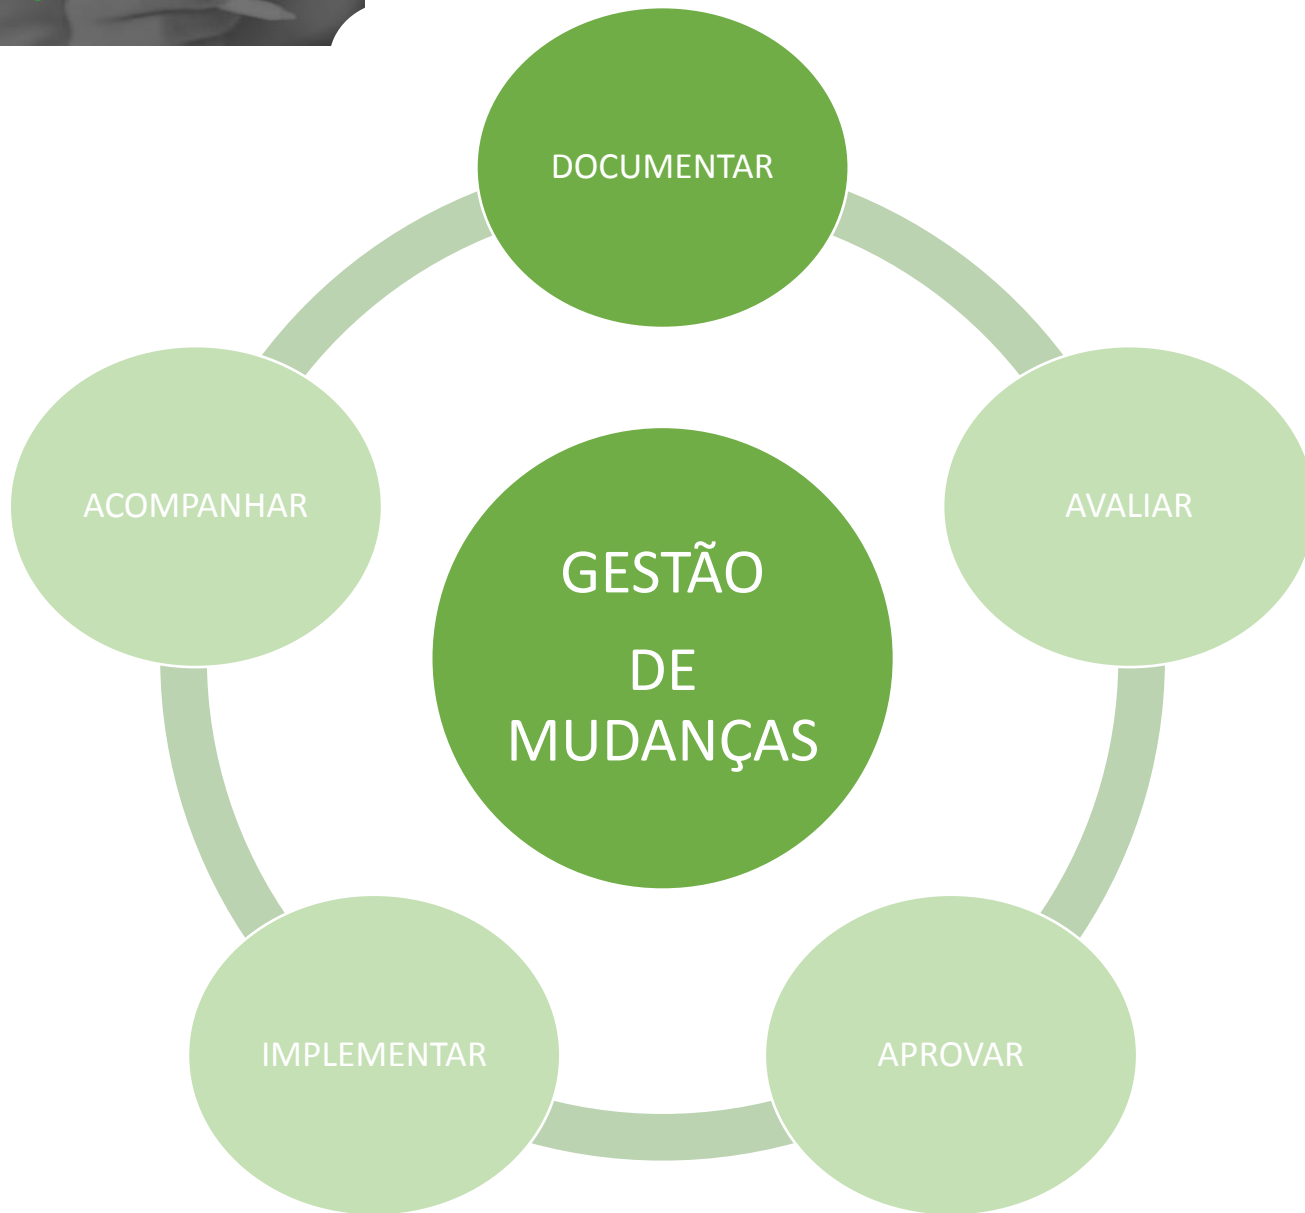 DOCUMENTAR
AVALIAR
APROVAR
IMPLEMENTAR
ACOMPANHAR
GESTÃO
DE
MUDANÇAS